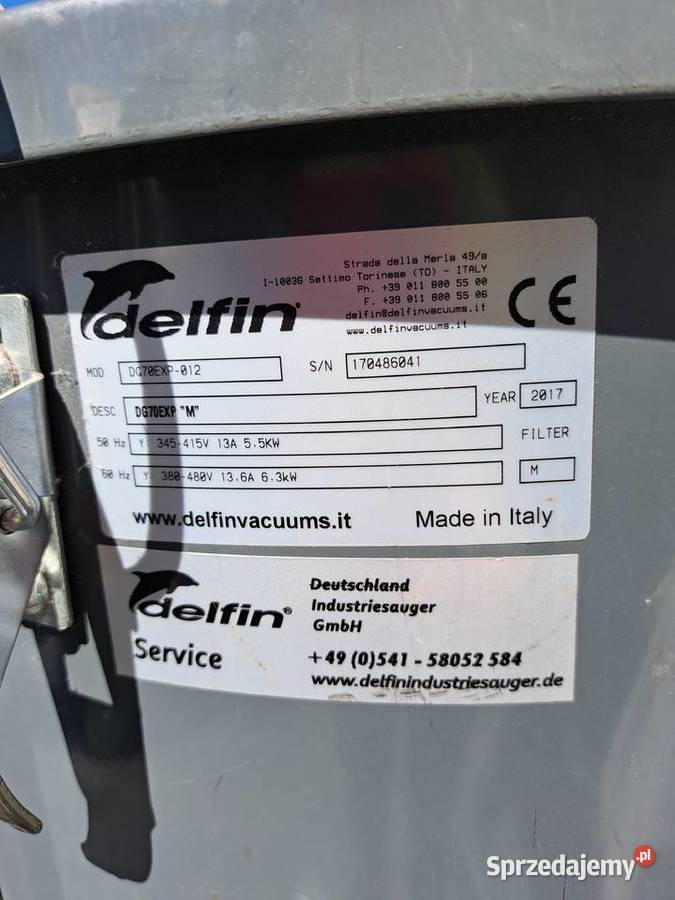 delfin
Strada della Merla 49/a
I-10036 Settimo Torinese (TO) - ITALY
Ph. +39 011 800 55 00
F. +39 011 800 55 06
delfin@delfinvacuums.it
www.delfinvacuums.it
CE
MOD. DG70EXP-012
S/N 170486041
DESC DG70EXP "M"
YEAR 2017
50 Hz Y: 345-415V 13A 5.5KW
FILTER
60 Hz Y: 380-480V 13.6A 6.3kW
M
www.delfinvacuums.it
Made in Italy
delfin®
Service
Deutschland
Industriesauger
GmbH
+49 (0)541 - 58052 584
www.delfinindustriesauger.de
Sprzedajemy.pl